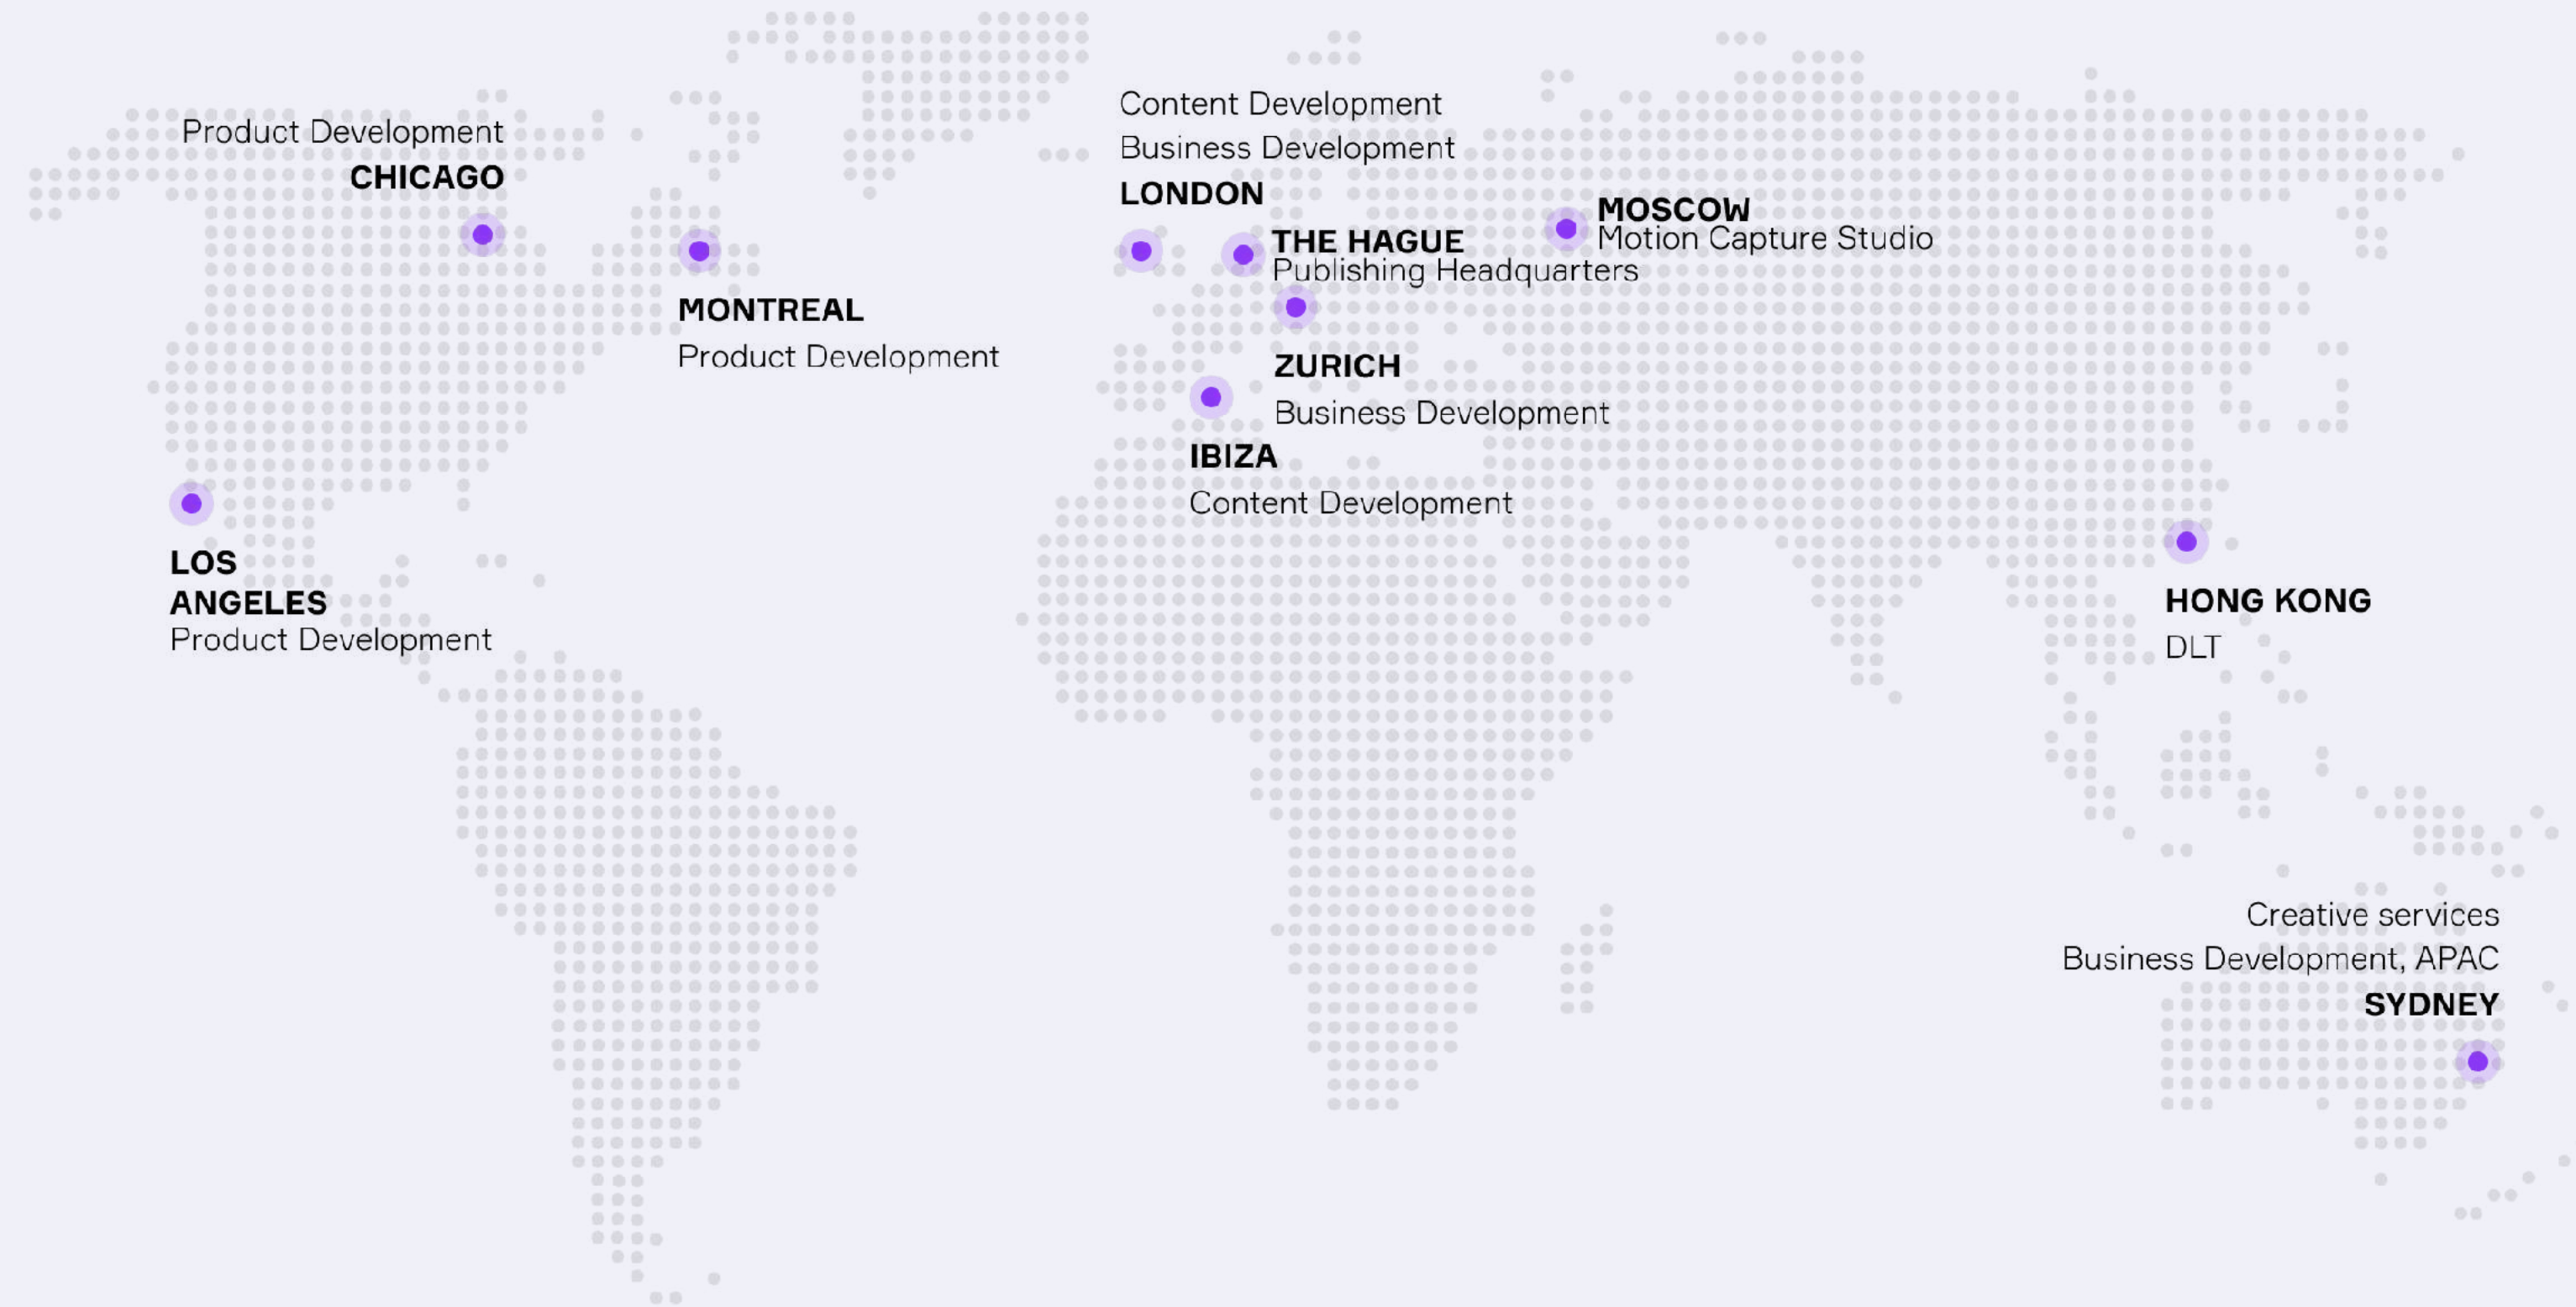 Product Development
CHICAGO
MONTREAL
Product Development
LOS
ANGELES
Product Development
Content Development
Business Development
LONDON
THE HAGUE
Publishing Headquarters
MOSCOW
Motion Capture Studio
ZURICH
Business Development
IBIZA
Content Development
HONG KONG
DLT
Creative services
Business Development, APAC
SYDNEY